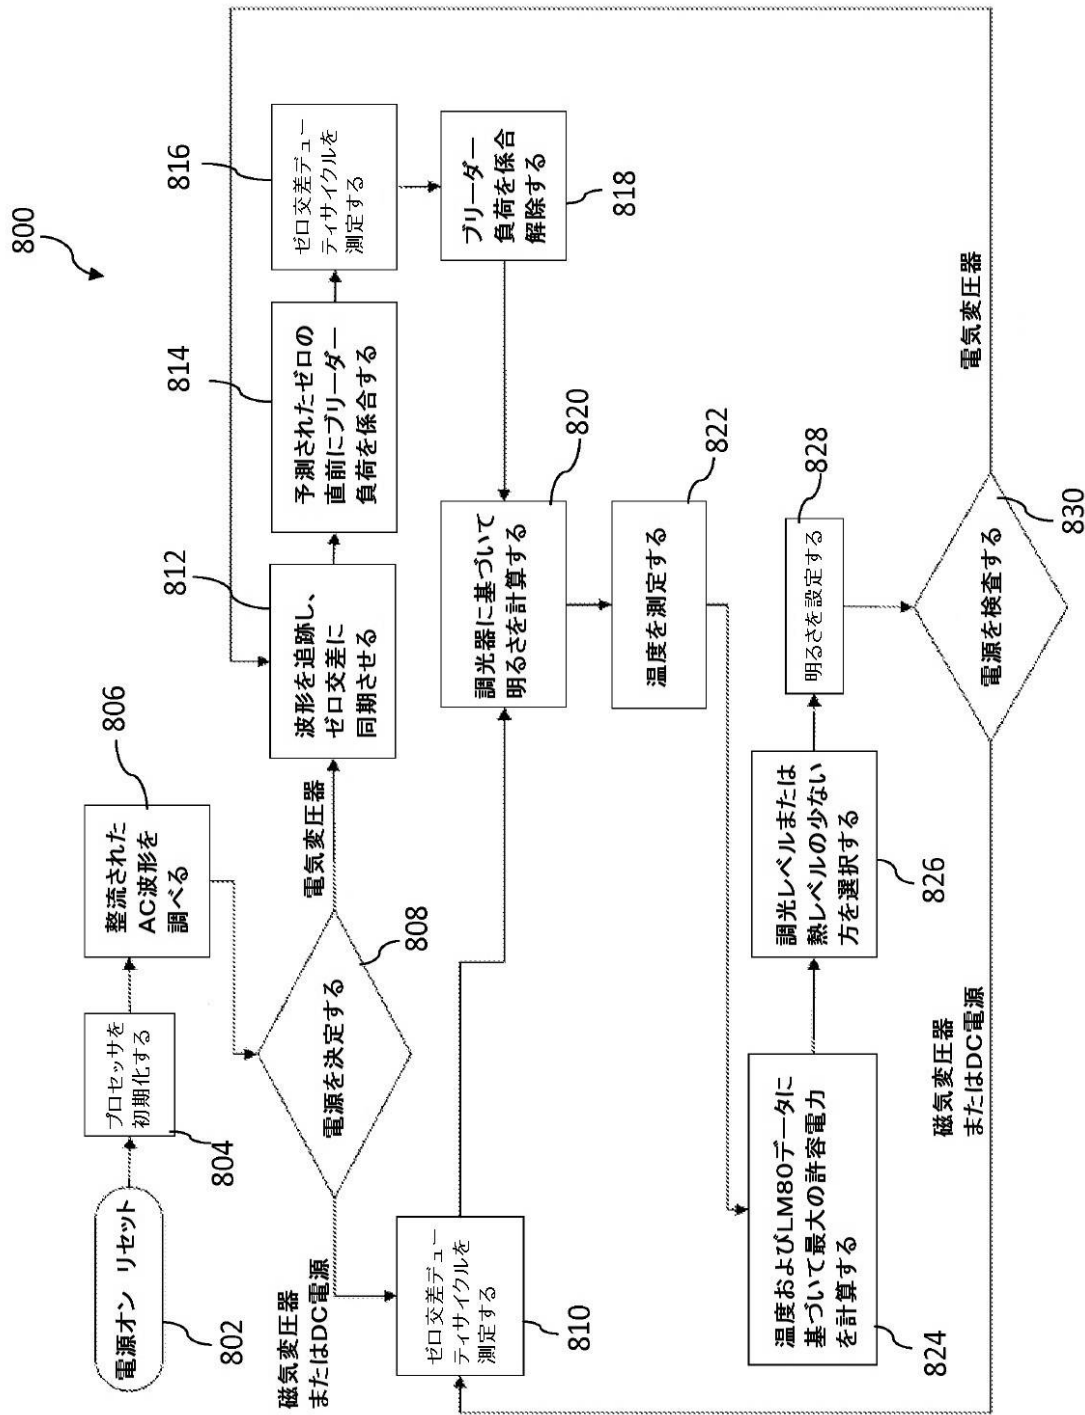 800
電源オン リセット
802
プロセッサを
初期化する
804
整流された
AC波形を
調べる
806
電源を決定する
808
磁気変圧器
またはDC電源
電気変圧器
ゼロ交差デュー
ティサイクルを
測定する
810
波形を追跡し、
ゼロ交差に
同期させる
812
予測されたゼロの
直前にブリーダー
負荷を係合する
814
ゼロ交差デュー
ティサイクルを
測定する
816
ブリーダー
負荷を係合
解除する
818
調光器に基づいて
明るさを計算する
820
温度を測定する
822
温度およびLM80データに
基づいて最大の許容電力
を計算する
824
調光レベルまたは
熱レベルの少ない
方を選択する
826
明るさを設定する
828
電源を検査する
830
磁気変圧器
またはDC電源
電気変圧器